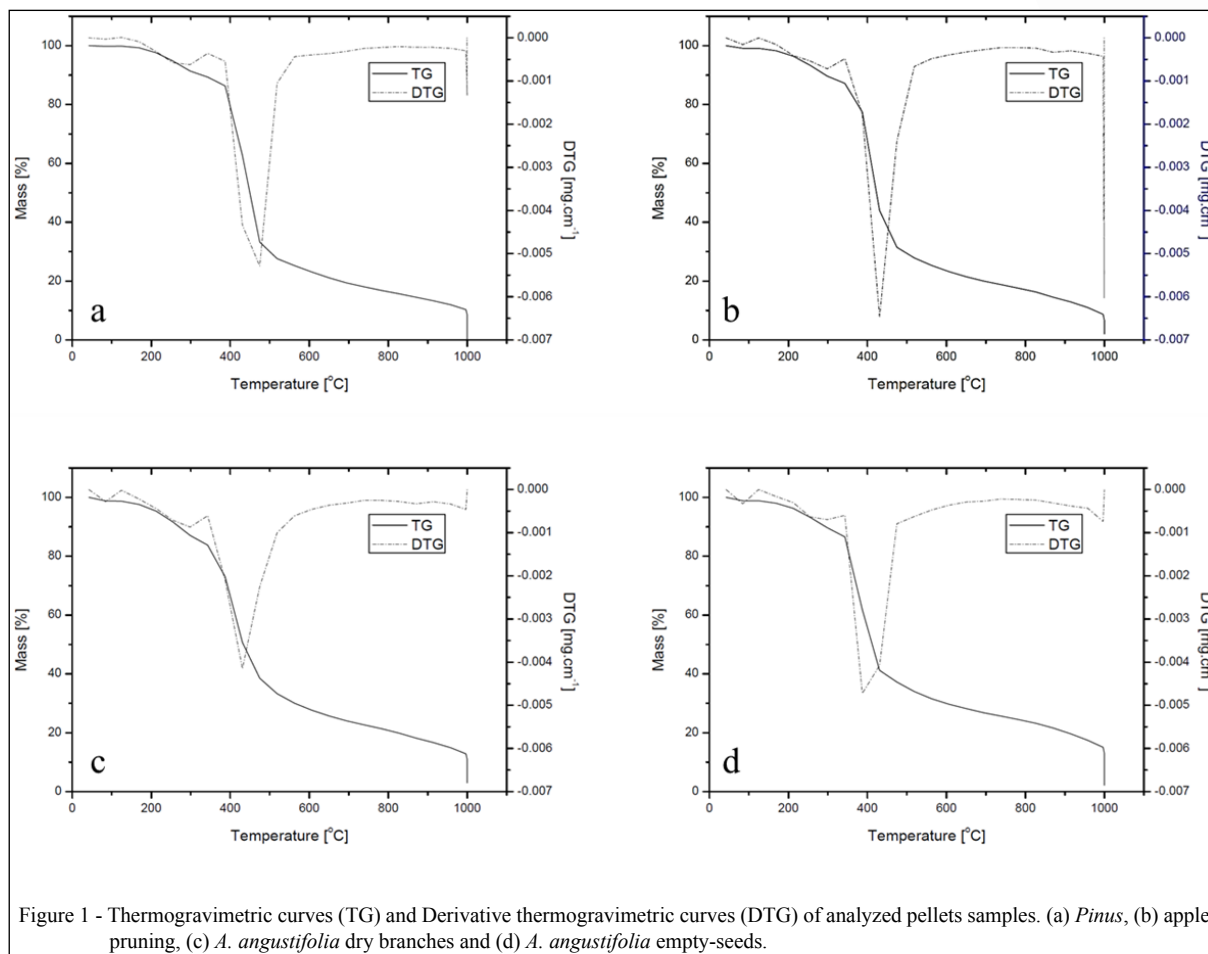 100
80
60
40
20
0
Mass [%]
0 200 400 600 800 1000
Temperature [°C]
0.000
-0.001
-0.002
-0.003
-0.004
-0.005
-0.006
-0.007
DTG [mg.cm⁻¹]
TG
DTG
a
100
80
60
40
20
0
Mass [%]
0 200 400 600 800 1000
Temperature [°C]
0.000
-0.001
-0.002
-0.003
-0.004
-0.005
-0.006
-0.007
DTG [mg.cm
TG
DTG
b
100
80
60
40
20
0
Mass [%]
0 200 400 600 800 1000
Temperature [°C]
0.000
-0.001
-0.002
-0.003
-0.004
-0.005
-0.006
-0.007
DTG [mg.cm⁻¹]
TG
DTG
c
100
80
60
40
20
0
Mass [%]
0 200 400 600 800 1000
Temperature [°C]
0.000
-0.001
-0.002
-0.003
-0.004
-0.005
-0.006
-0.007
DTG [mg.cm
TG
DTG
d
Figure 1 - Thermogravimetric curves (TG) and Derivative thermogravimetric curves (DTG) of analyzed pellets samples. (a) Pinus, (b) apple
pruning, (c) A. angustifolia dry branches and (d) A. angustifolia empty-seeds.